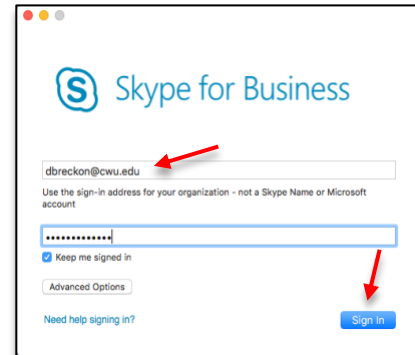 Skype for Business
dbreckon@cwu.edu
Use the sign-in address for your organization - not a Skype Name or Microsoft
account
•••••••••••••
Keep me signed in
Advanced Options
Need help signing in?
Sign In